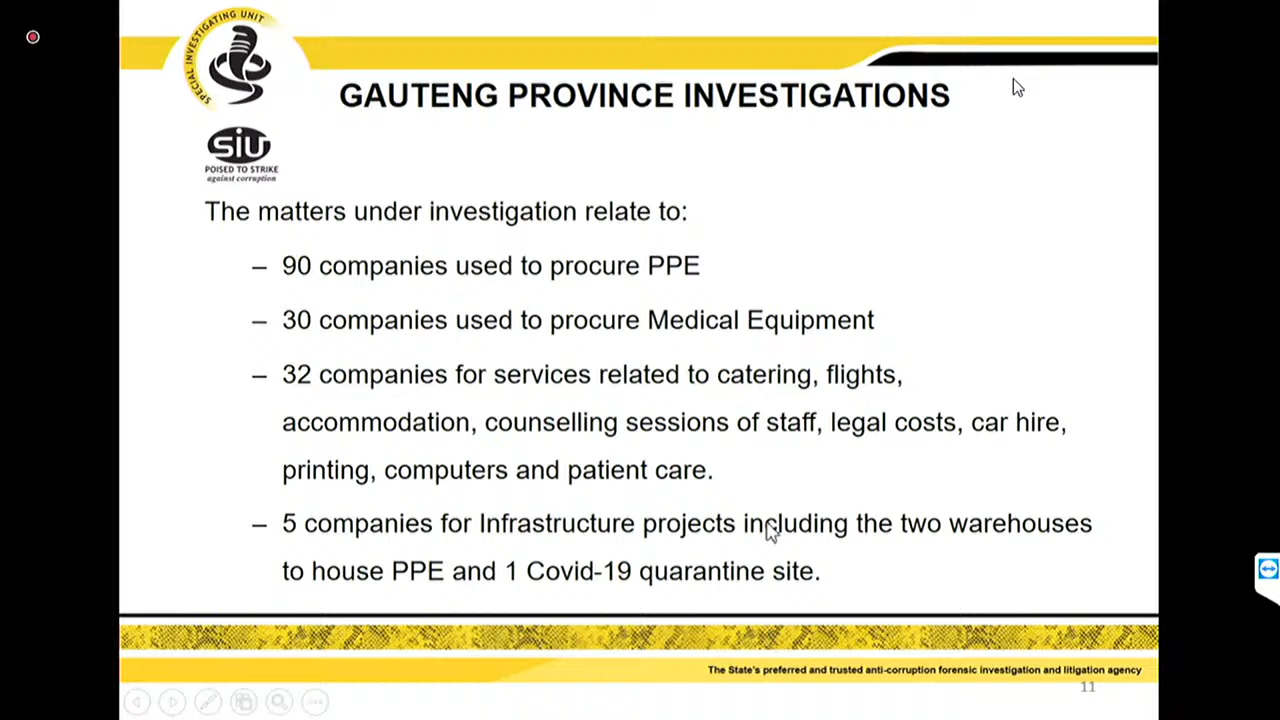 SPECIAL INVESTIGATING UNIT
GAUTENG PROVINCE INVESTIGATIONS
SIU
POISED TO STRIKE
against corruption
The matters under investigation relate to:
– 90 companies used to procure PPE
– 30 companies used to procure Medical Equipment
– 32 companies for services related to catering, flights,
accommodation, counselling sessions of staff, legal costs, car hire,
printing, computers and patient care.
– 5 companies for Infrastructure projects including the two warehouses
to house PPE and 1 Covid-19 quarantine site.
The State's preferred and trusted anti-corruption forensic investigation and litigation agency
11